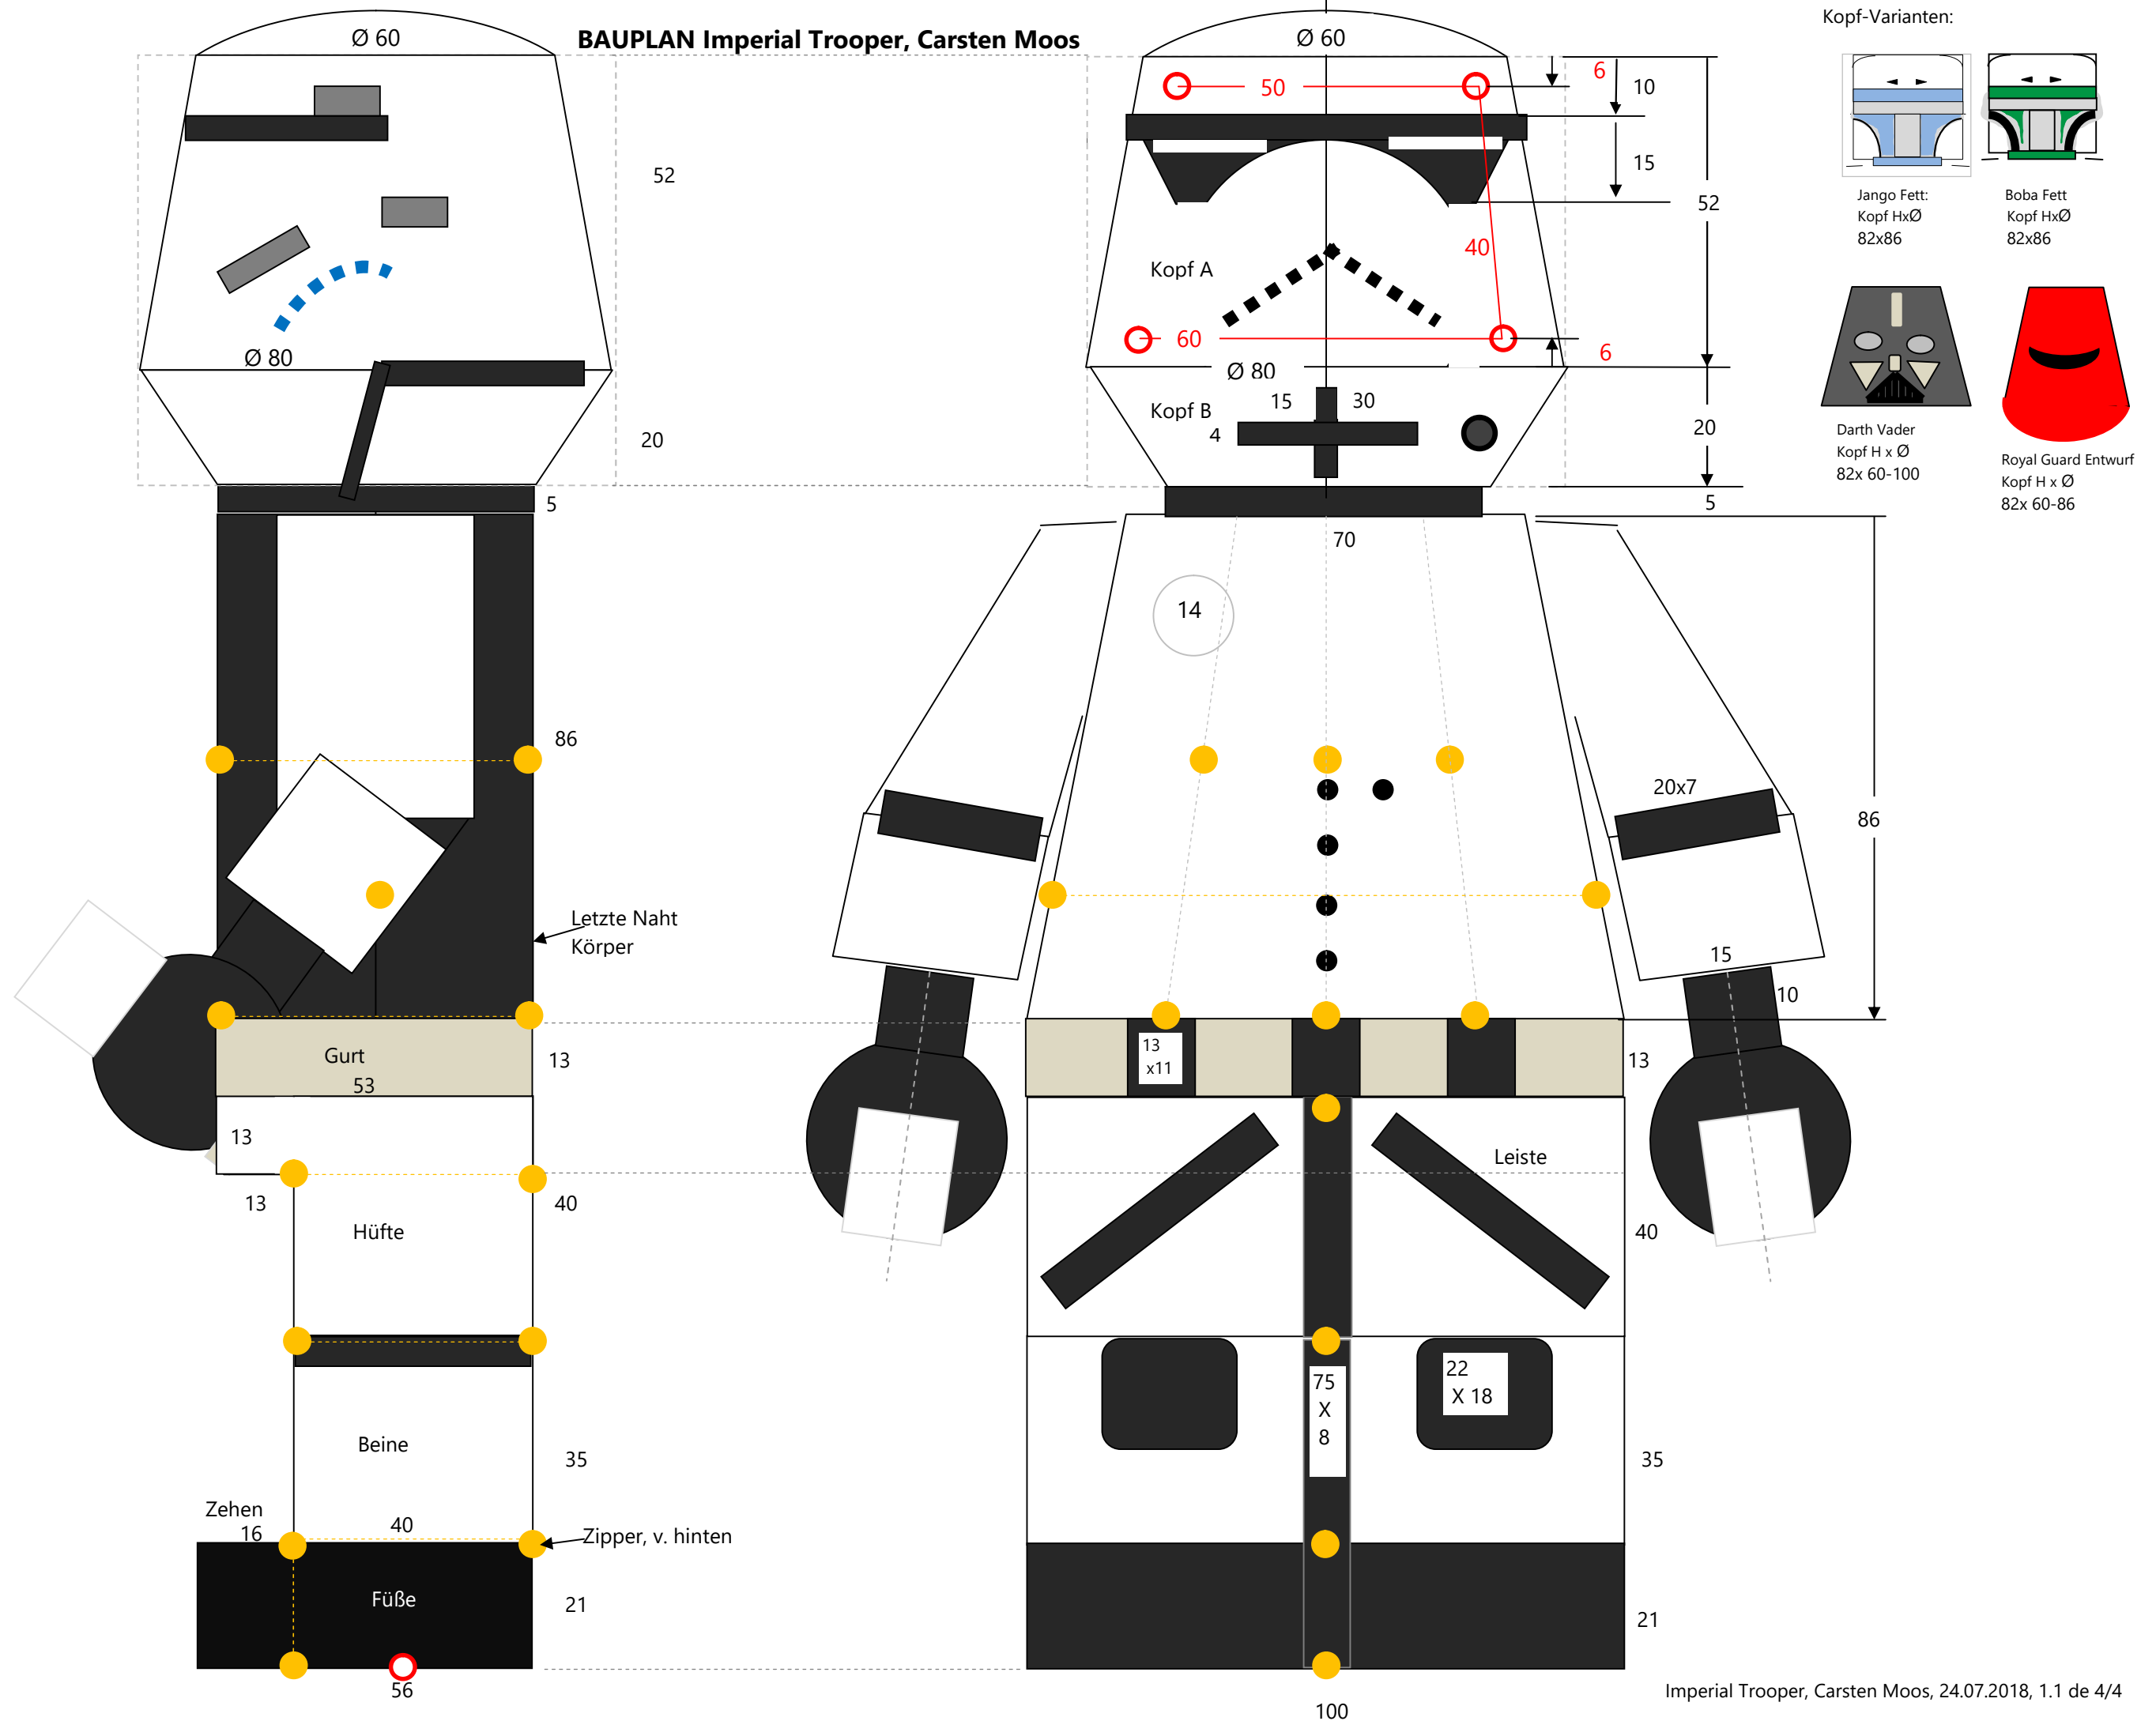 BAUPLAN Imperial Trooper, Carsten Moos
Kopf-Varianten:
Ø 60
52
Ø 80
20
5
86
Letzte Naht
Körper
Gurt
53
13
13
13
40
Hüfte
Beine
35
Zehen
16
40
Zipper, v. hinten
Füße
21
56
Ø 60
50
6
10
15
52
40
Kopf A
60
6
Ø 80
Kopf B
15
30
4
20
5
70
14
20x7
86
15
10
13
x11
13
Leiste
40
22
X 18
75
X
8
35
21
100
Jango Fett:
Kopf HxØ
82x86
Boba Fett
Kopf HxØ
82x86
Darth Vader
Kopf H x Ø
82x 60-100
Royal Guard Entwurf
Kopf H x Ø
82x 60-86
Imperial Trooper, Carsten Moos, 24.07.2018, 1.1 de 4/4